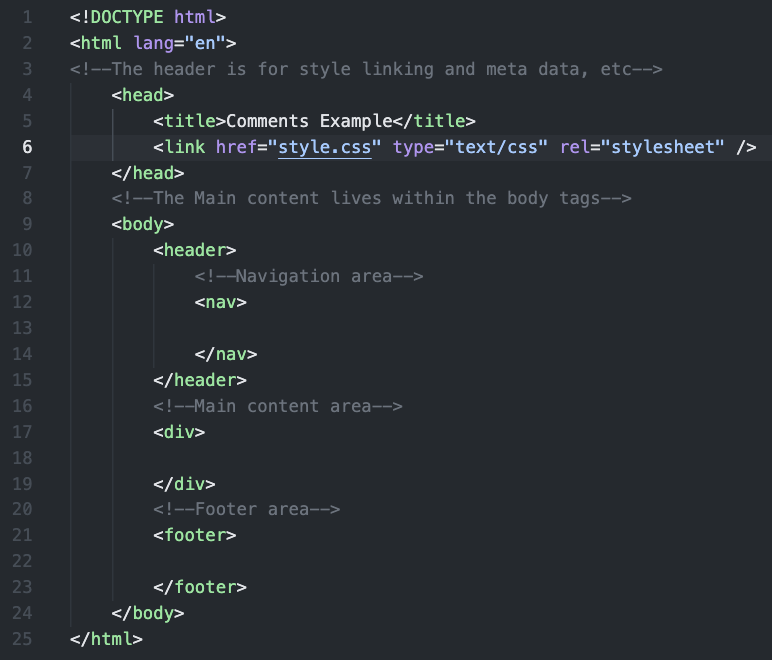 1 <!DOCTYPE html>
2 <html lang="en">
3 <!--The header is for style linking and meta data, etc-->
4     <head>
5         <title>Comments Example</title>
6         <link href="style.css" type="text/css" rel="stylesheet" />
7     </head>
8     <!--The Main content lives within the body tags-->
9     <body>
10         <header>
11             <!--Navigation area-->
12             <nav>
13
14             </nav>
15         </header>
16         <!--Main content area-->
17         <div>
18
19         </div>
20         <!--Footer area-->
21         <footer>
22
23         </footer>
24     </body>
25 </html>